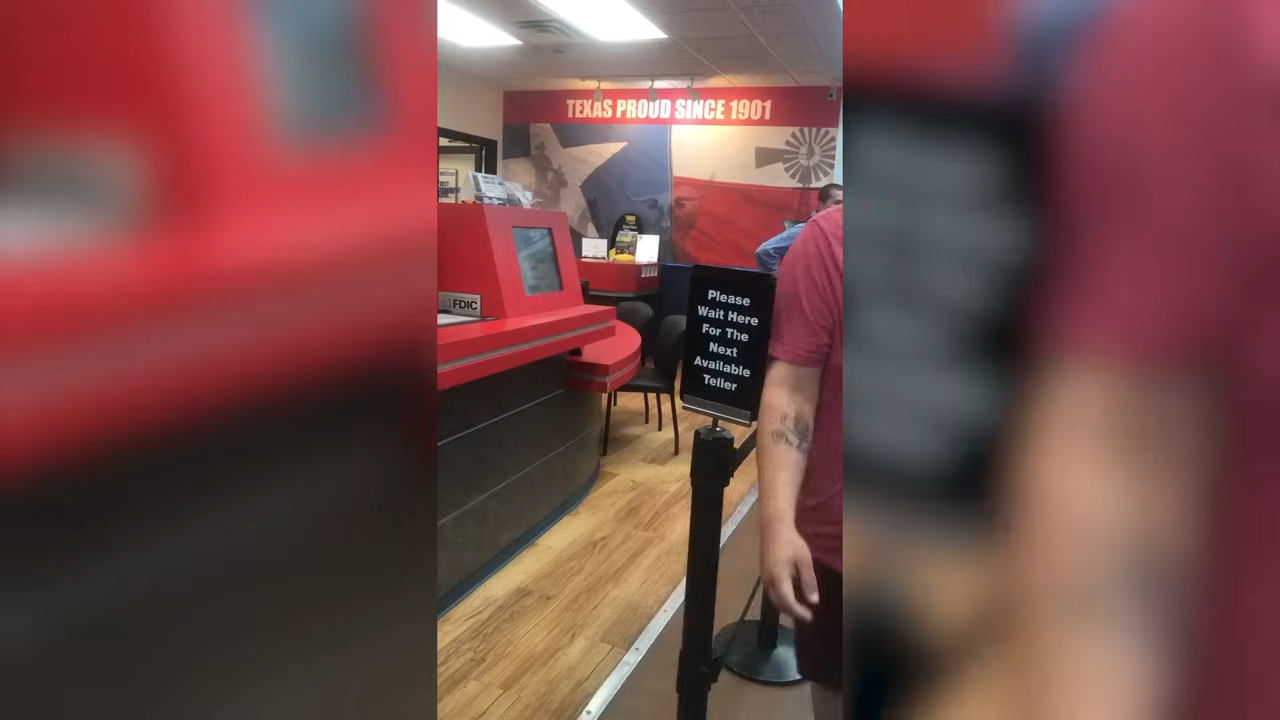 TEXAS PROUD SINCE 1901
FDIC
Please
Wait Here
For The
Next
Available
Teller